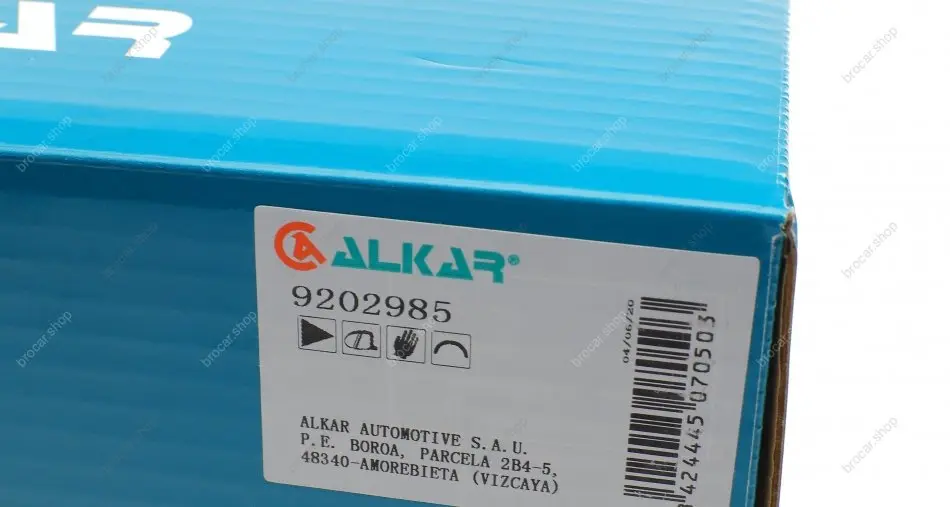 ALKAR®
9202985
04/06/20
8424445070503
ALKAR AUTOMOTIVE S.A.U.
P.E. BOROA, PARCELA 2B4-5,
48340-AMOREBIETA (VIZCAYA)
brocar.shop